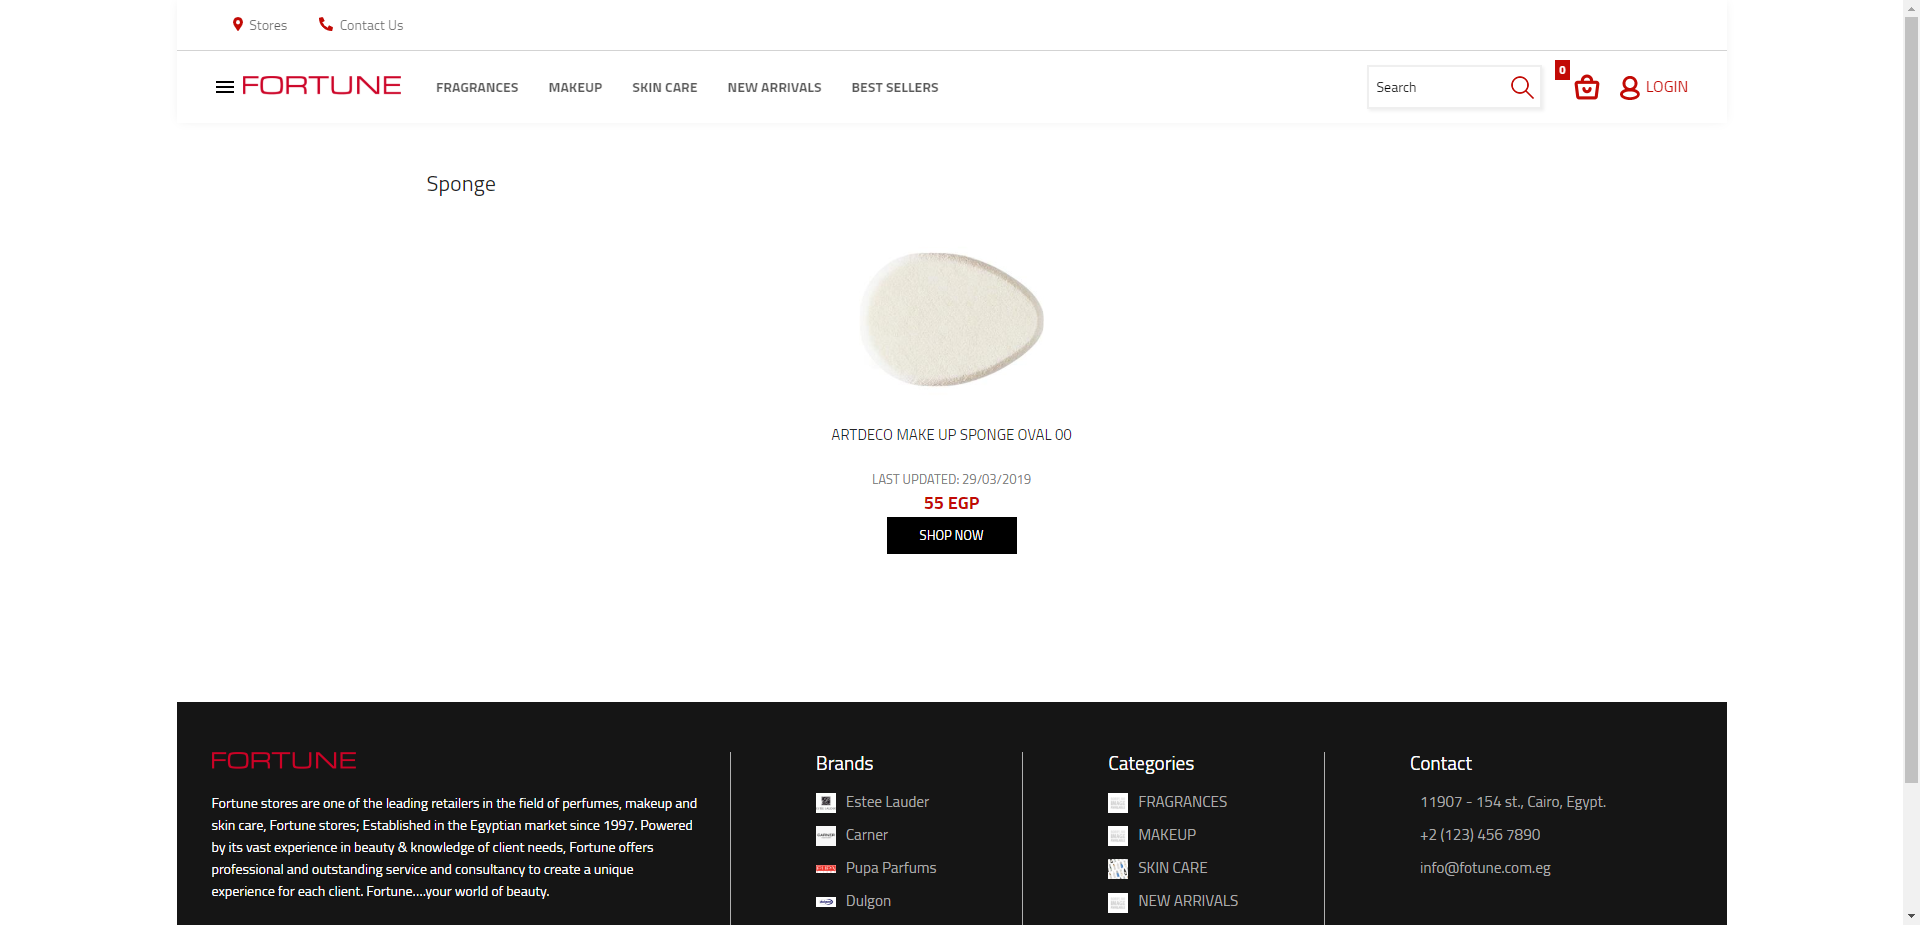 Stores
Contact Us
FORTUNE
FRAGRANCES
MAKEUP
SKIN CARE
NEW ARRIVALS
BEST SELLERS
Search
0
LOGIN
Sponge
ARTDECO MAKE UP SPONGE OVAL 00
LAST UPDATED: 29/03/2019
55 EGP
SHOP NOW
FORTUNE
Fortune stores are one of the leading retailers in the field of perfumes, makeup and
skin care, Fortune stores; Established in the Egyptian market since 1997. Powered
by its vast experience in beauty & knowledge of client needs, Fortune offers
professional and outstanding service and consultancy to create a unique
experience for each client. Fortune....your world of beauty.
Brands
Estee Lauder
Carner
Pupa Parfums
Dulgon
Categories
FRAGRANCES
MAKEUP
SKIN CARE
NEW ARRIVALS
Contact
11907 - 154 st., Cairo, Egypt.
+2 (123) 456 7890
info@fotune.com.eg